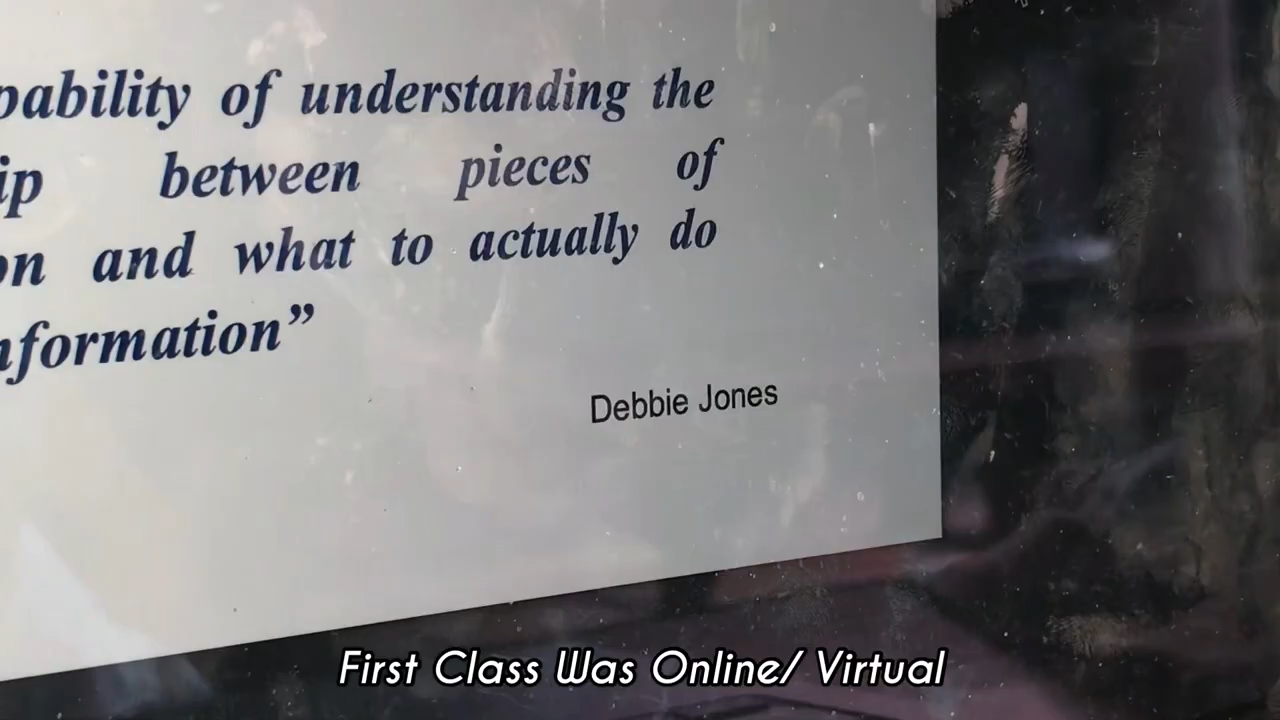 pability of understanding the
ip between pieces of
on and what to actually do
nformation”
Debbie Jones
First Class Was Online/ Virtual